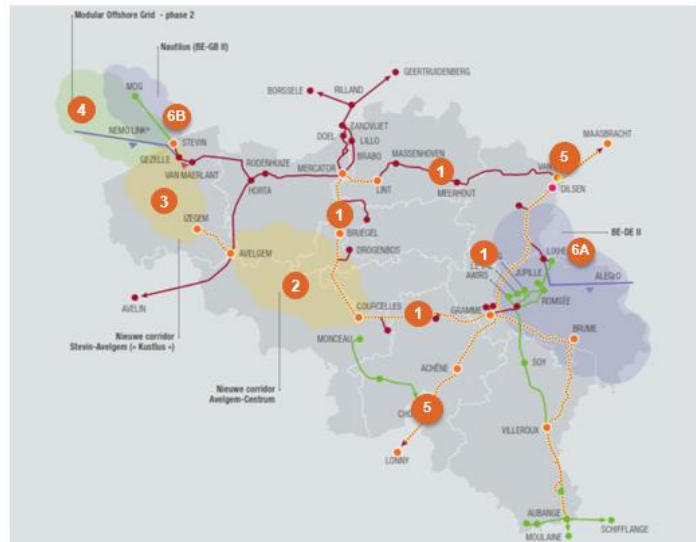 Modular Offshore Grid - phase 2
Nautilus (BE-GB II)
GEERTRUIDENBERG
BORSSELE
RILLAND
MOG
4
6B
ZANDVLIET
DOEL
LILLO
NEMO LINK®
STEVIN
MAASBRACHT
BRABO
MASSENHOVEN
5
GEZELLE
RODENHUIZE
MERCATOR
1
VAN
VAN MAERLANT
HORTA
LINT
MEERHOUT
DILSEN
3
IZEGEM
1
BRUEGEL
BE-DE II
AVELGEM
DROGENBOS
1
LIXHE
6A
2
JUPILLE
ALEGrO
AWIRS
COURCELLES
1
GRAMME
ROMSÉE
AVELIN
BRUME
Nieuwe corridor
Stevin-Avelgem (« Kustlus »)
MONCEAU
ACHÊNE
SOY
Nieuwe corridor
Avelgem-Centrum
5
VILLEROUX
LONNY
AUBANGE
SCHIFFLANGE
MOULAINE